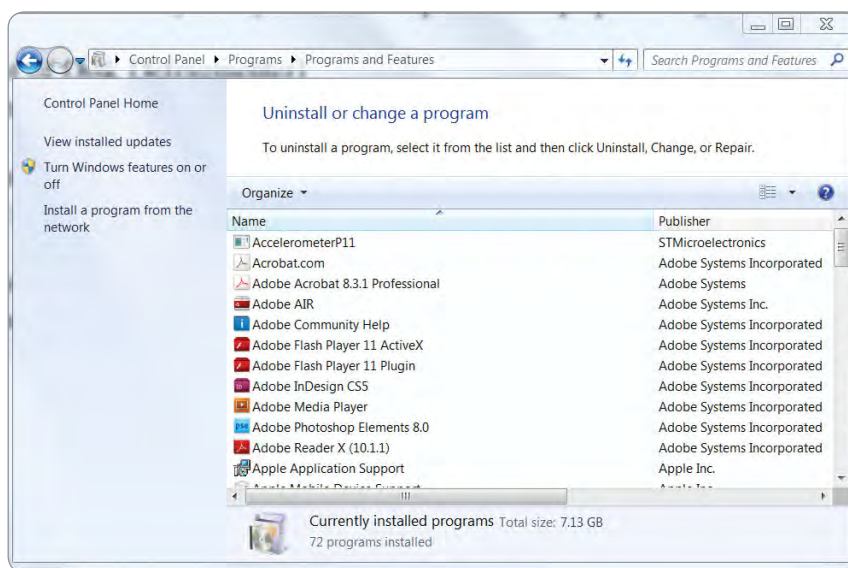 Control Panel ▸ Programs ▸ Programs and Features
Search Programs and Features
Control Panel Home
View installed updates
Turn Windows features on or
off
Install a program from the
network
Uninstall or change a program
To uninstall a program, select it from the list and then click Uninstall, Change, or Repair.
Organize
Name Publisher
AccelerometerP11 STMicroelectronics
Acrobat.com Adobe Systems Incorporated
Adobe Acrobat 8.3.1 Professional Adobe Systems
Adobe AIR Adobe Systems Inc.
Adobe Community Help Adobe Systems Incorporated
Adobe Flash Player 11 ActiveX Adobe Systems Incorporated
Adobe Flash Player 11 Plugin Adobe Systems Incorporated
Adobe InDesign CS5 Adobe Systems Incorporated
Adobe Media Player Adobe Systems Incorporated
Adobe Photoshop Elements 8.0 Adobe Systems Incorporated
Adobe Reader X (10.1.1) Adobe Systems Incorporated
Apple Application Support Apple Inc.
Apple Mobile Device Support Apple Inc.
Currently installed programs Total size: 7.13 GB
72 programs installed